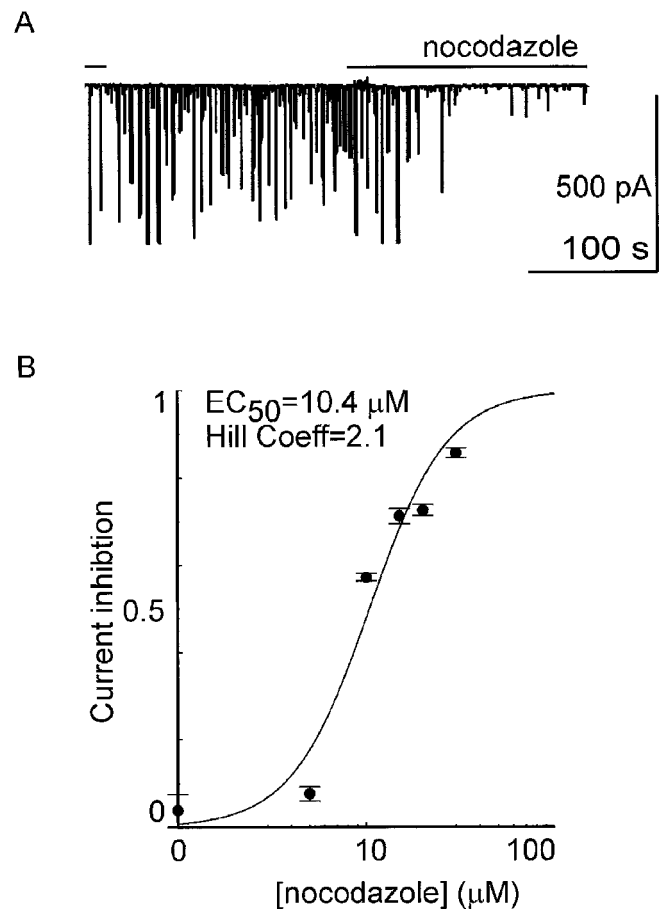 A
nocodazole
500 pA
100 s
B
1
EC50=10.4 μM
Hill Coeff=2.1
0.5
0
Current inhibtion
0 10 100
[nocodazole] (μM)